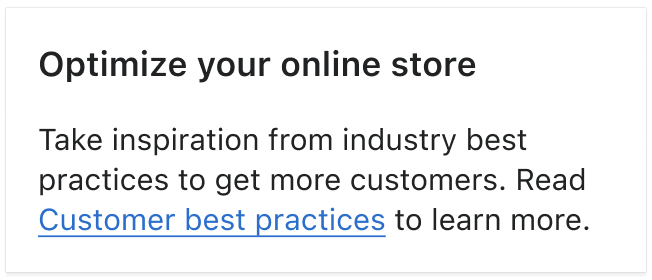 Optimize your online store
Take inspiration from industry best
practices to get more customers. Read
Customer best practices to learn more.